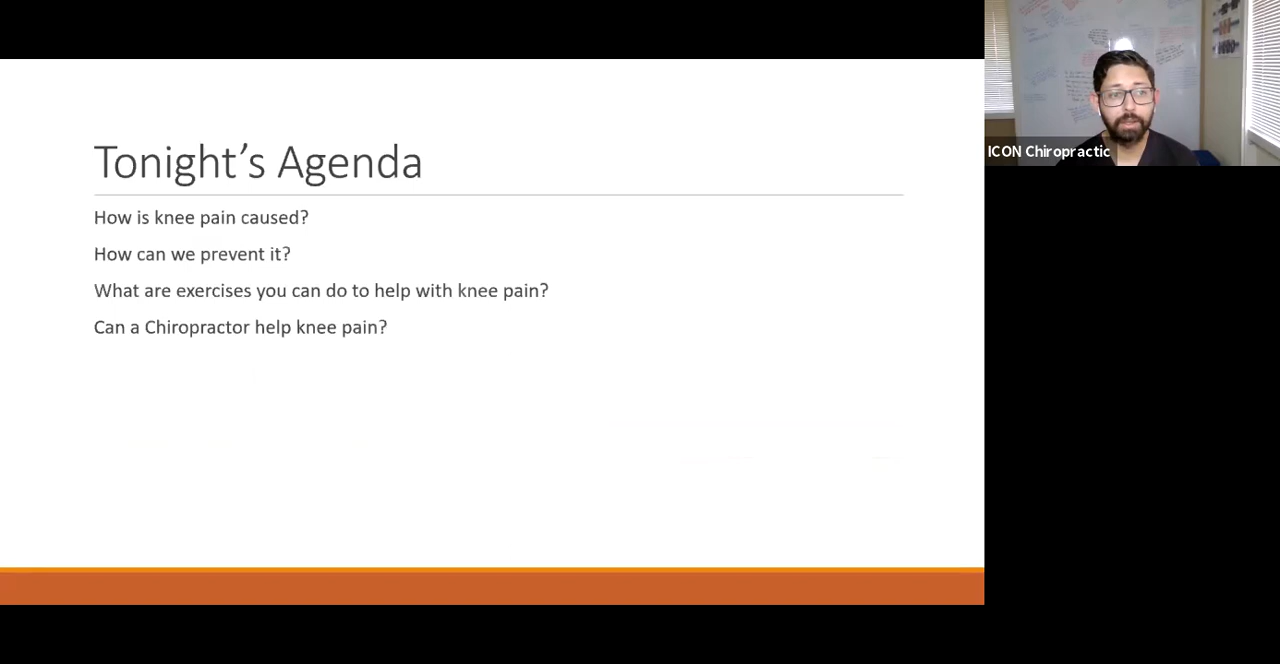 Tonight’s Agenda
How is knee pain caused?
How can we prevent it?
What are exercises you can do to help with knee pain?
Can a Chiropractor help knee pain?
ICON Chiropractic